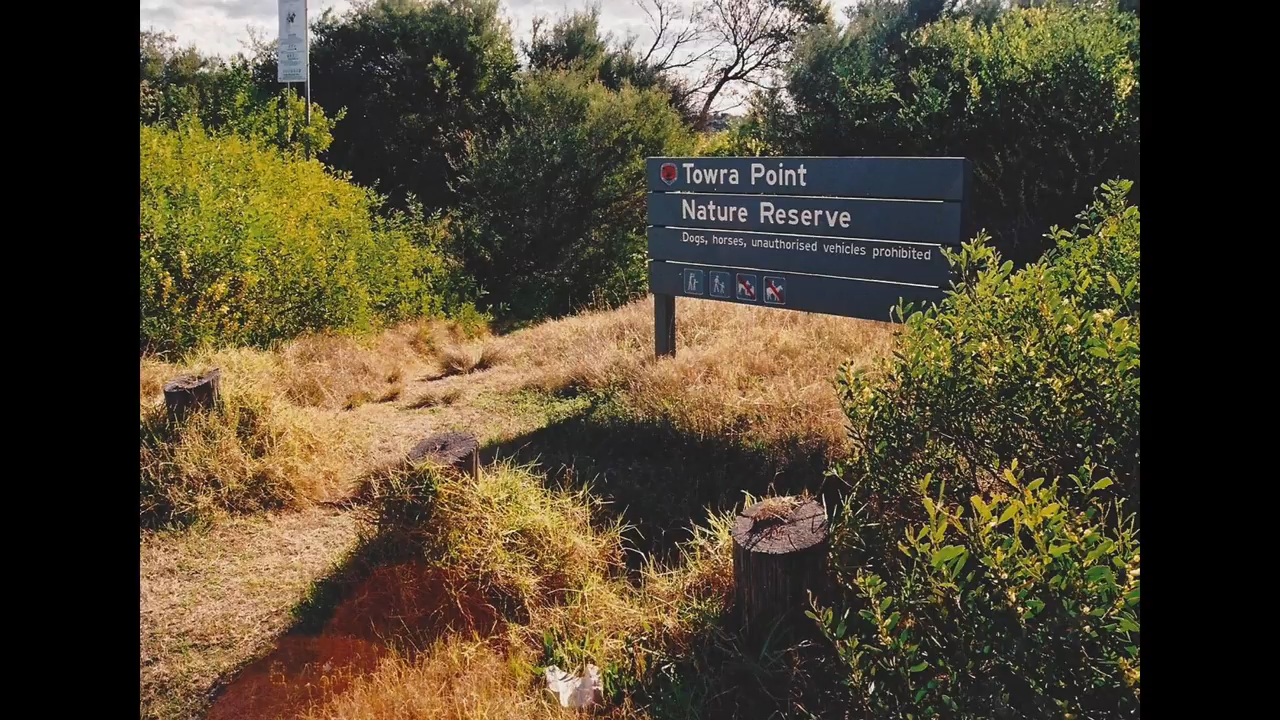 Towra Point
Nature Reserve
Dogs, horses, unauthorised vehicles prohibited